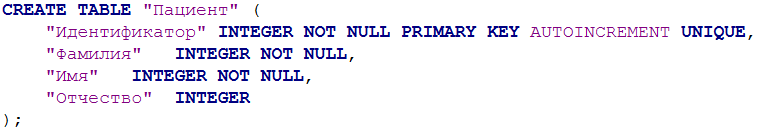 CREATE TABLE "Пациент" (
"Идентификатор" INTEGER NOT NULL PRIMARY KEY AUTOINCREMENT UNIQUE,
"Фамилия" INTEGER NOT NULL,
"Имя" INTEGER NOT NULL,
"Отчество" INTEGER
);